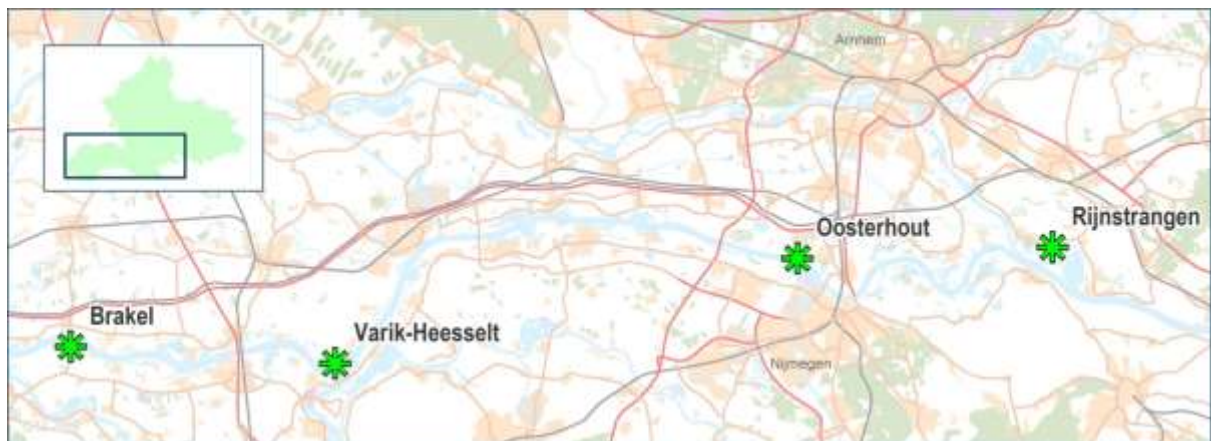 Arnhem
Rijnstrangen
Oosterhout
Brakel
Varik-Heesselt
Nijmegen